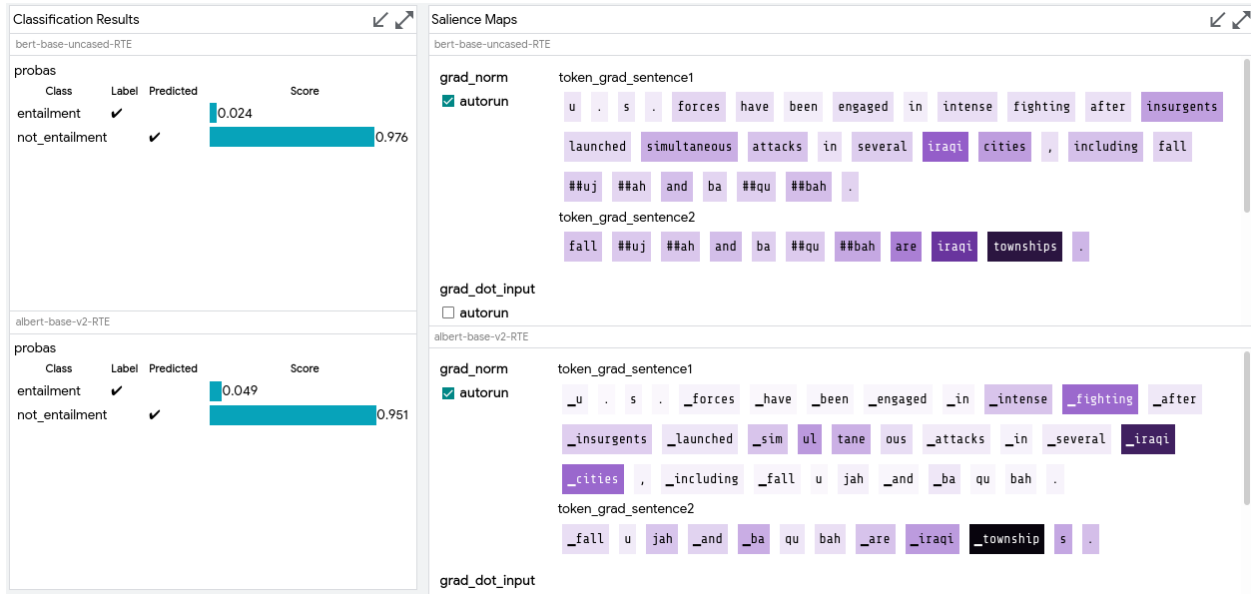 Classification Results
bert-base-uncased-RTE
probas
Class Label Predicted Score
entailment ✔ 0.024
not_entailment ✔ 0.976
albert-base-v2-RTE
probas
Class Label Predicted Score
entailment ✔ 0.049
not_entailment ✔ 0.951
Salience Maps
bert-base-uncased-RTE
grad_norm
autorun
token_grad_sentence1
u . s . forces have been engaged in intense fighting after insurgents
launched simultaneous attacks in several iraqi cities , including fall
##uj ##ah and ba ##qu ##bah .
token_grad_sentence2
fall ##uj ##ah and ba ##qu ##bah are iraqi townships .
grad_dot_input
autorun
albert-base-v2-RTE
grad_norm
autorun
token_grad_sentence1
_u . s . _forces _have _been _engaged _in _intense _fighting _after
_insurgents _launched _sim ul tane ous _attacks _in _several _iraqi
_cities , _including _fall u jah _and _ba qu bah .
token_grad_sentence2
_fall u jah _and _ba qu bah _are _iraqi _township s .
grad_dot_input